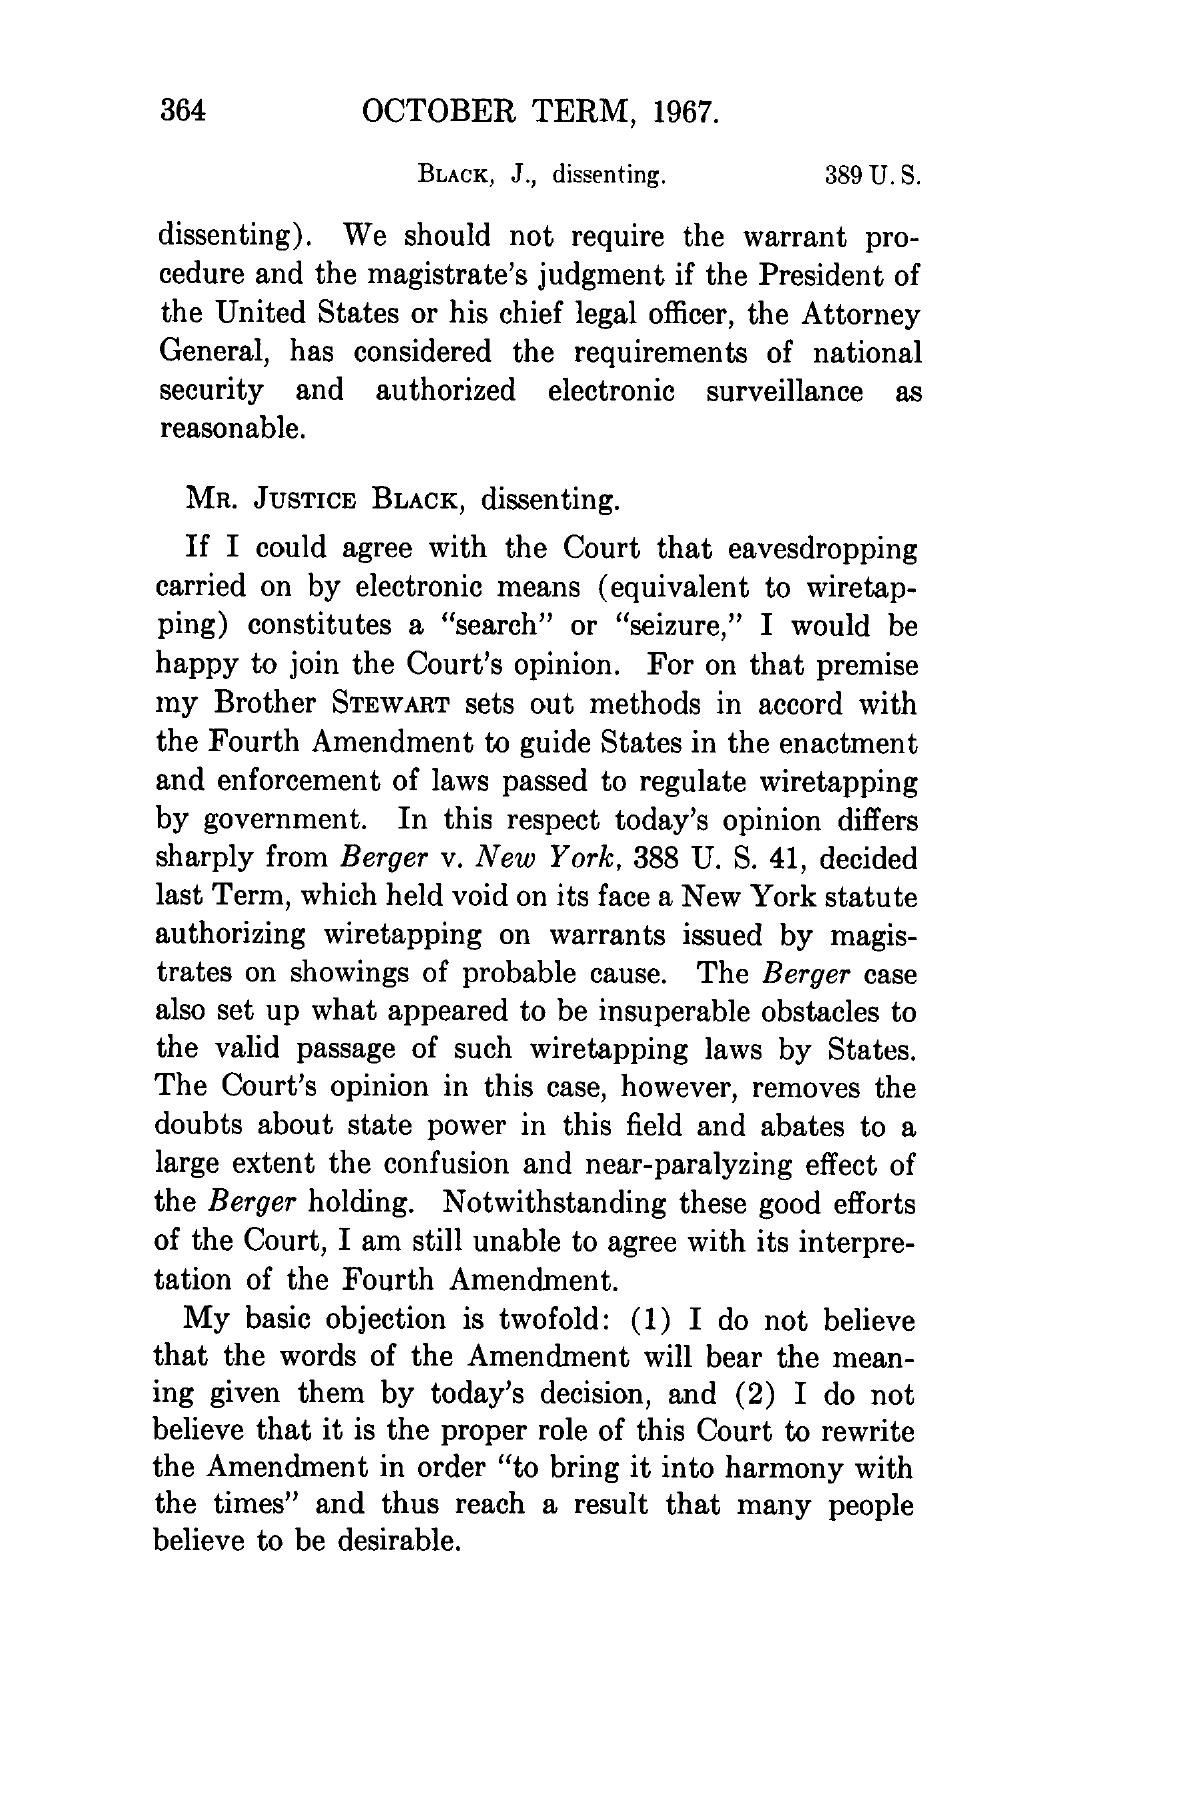 364 OCTOBER TERM, 1967.
BLACK, J., dissenting. 389 U. S.
dissenting). We should not require the warrant pro-
cedure and the magistrate's judgment if the President of
the United States or his chief legal officer, the Attorney
General, has considered the requirements of national
security and authorized electronic surveillance as
reasonable.
MR. JUSTICE BLACK, dissenting.
If I could agree with the Court that eavesdropping
carried on by electronic means (equivalent to wiretap-
ping) constitutes a “search” or “seizure,” I would be
happy to join the Court's opinion. For on that premise
my Brother STEWART sets out methods in accord with
the Fourth Amendment to guide States in the enactment
and enforcement of laws passed to regulate wiretapping
by government. In this respect today's opinion differs
sharply from Berger v. New York, 388 U. S. 41, decided
last Term, which held void on its face a New York statute
authorizing wiretapping on warrants issued by magis-
trates on showings of probable cause. The Berger case
also set up what appeared to be insuperable obstacles to
the valid passage of such wiretapping laws by States.
The Court's opinion in this case, however, removes the
doubts about state power in this field and abates to a
large extent the confusion and near-paralyzing effect of
the Berger holding. Notwithstanding these good efforts
of the Court, I am still unable to agree with its interpre-
tation of the Fourth Amendment.
My basic objection is twofold: (1) I do not believe
that the words of the Amendment will bear the mean-
ing given them by today's decision, and (2) I do not
believe that it is the proper role of this Court to rewrite
the Amendment in order “to bring it into harmony with
the times” and thus reach a result that many people
believe to be desirable.